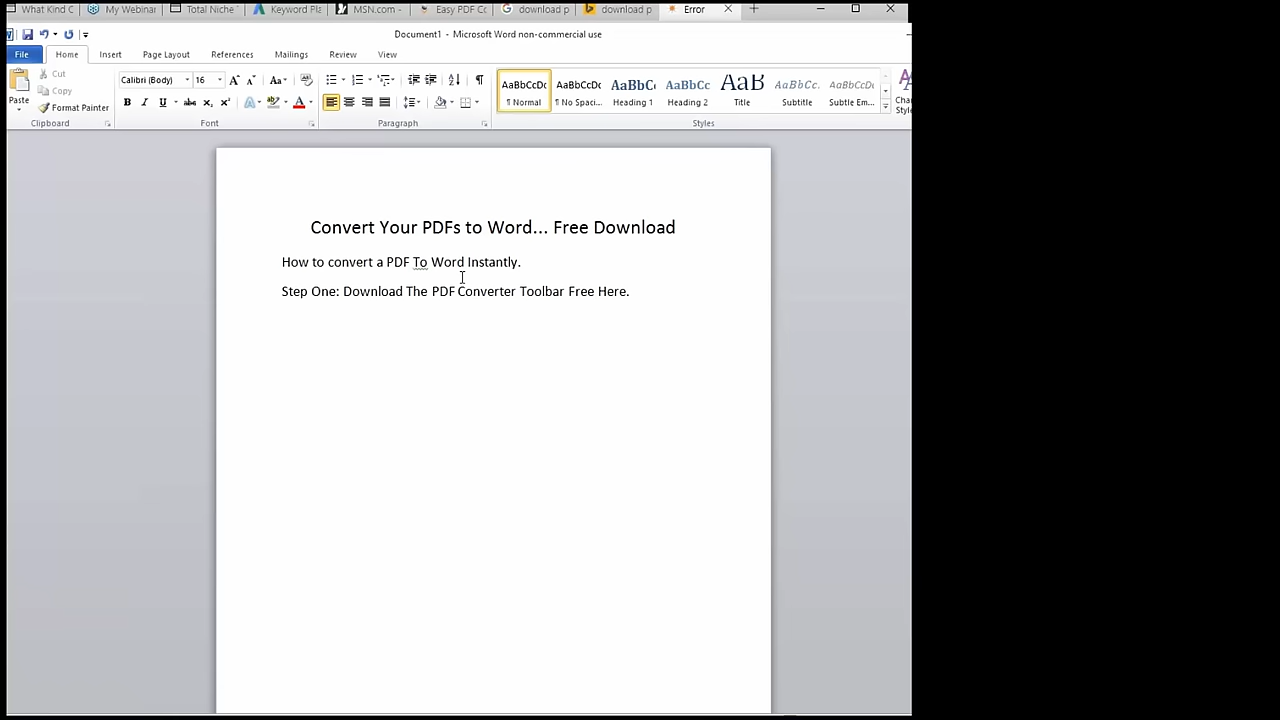 What Kind C My Webinar Total Niche Keyword Pla MSN.com - Easy PDF Co download p download p Error
Document1 - Microsoft Word non-commercial use
File Home Insert Page Layout References Mailings Review View
Cut
Copy
Format Painter
Paste
Calibri (Body) 16
AaBbCcDc AaBbCcDc AaBbC AaBbCc AaB AaBbCc. AaBbCcDc
¶ Normal ¶ No Spaci... Heading 1 Heading 2 Title Subtitle Subtle Em...
Clipboard Font Paragraph Styles
Convert Your PDFs to Word... Free Download
How to convert a PDF To Word Instantly.
Step One: Download The PDF Converter Toolbar Free Here.